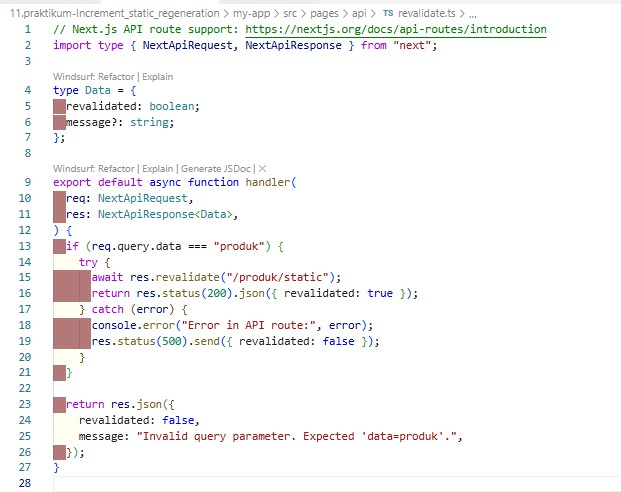 11.praktikum-Increment_static_regeneration > my-app > src > pages > api > TS revalidate.ts > ...
1 // Next.js API route support: https://nextjs.org/docs/api-routes/introduction
2 import type { NextApiRequest, NextApiResponse } from "next";
3
Windsurf: Refactor | Explain
4 type Data = {
5   revalidated: boolean;
6   message?: string;
7 };
8
Windsurf: Refactor | Explain | Generate JSDoc | ×
9 export default async function handler(
10   req: NextApiRequest,
11   res: NextApiResponse<Data>,
12 ) {
13   if (req.query.data === "produk") {
14     try {
15       await res.revalidate("/produk/static");
16       return res.status(200).json({ revalidated: true });
17     } catch (error) {
18       console.error("Error in API route:", error);
19       res.status(500).send({ revalidated: false });
20     }
21   }
22
23   return res.json({
24     revalidated: false,
25     message: "Invalid query parameter. Expected 'data=produk'.",
26   });
27 }
28